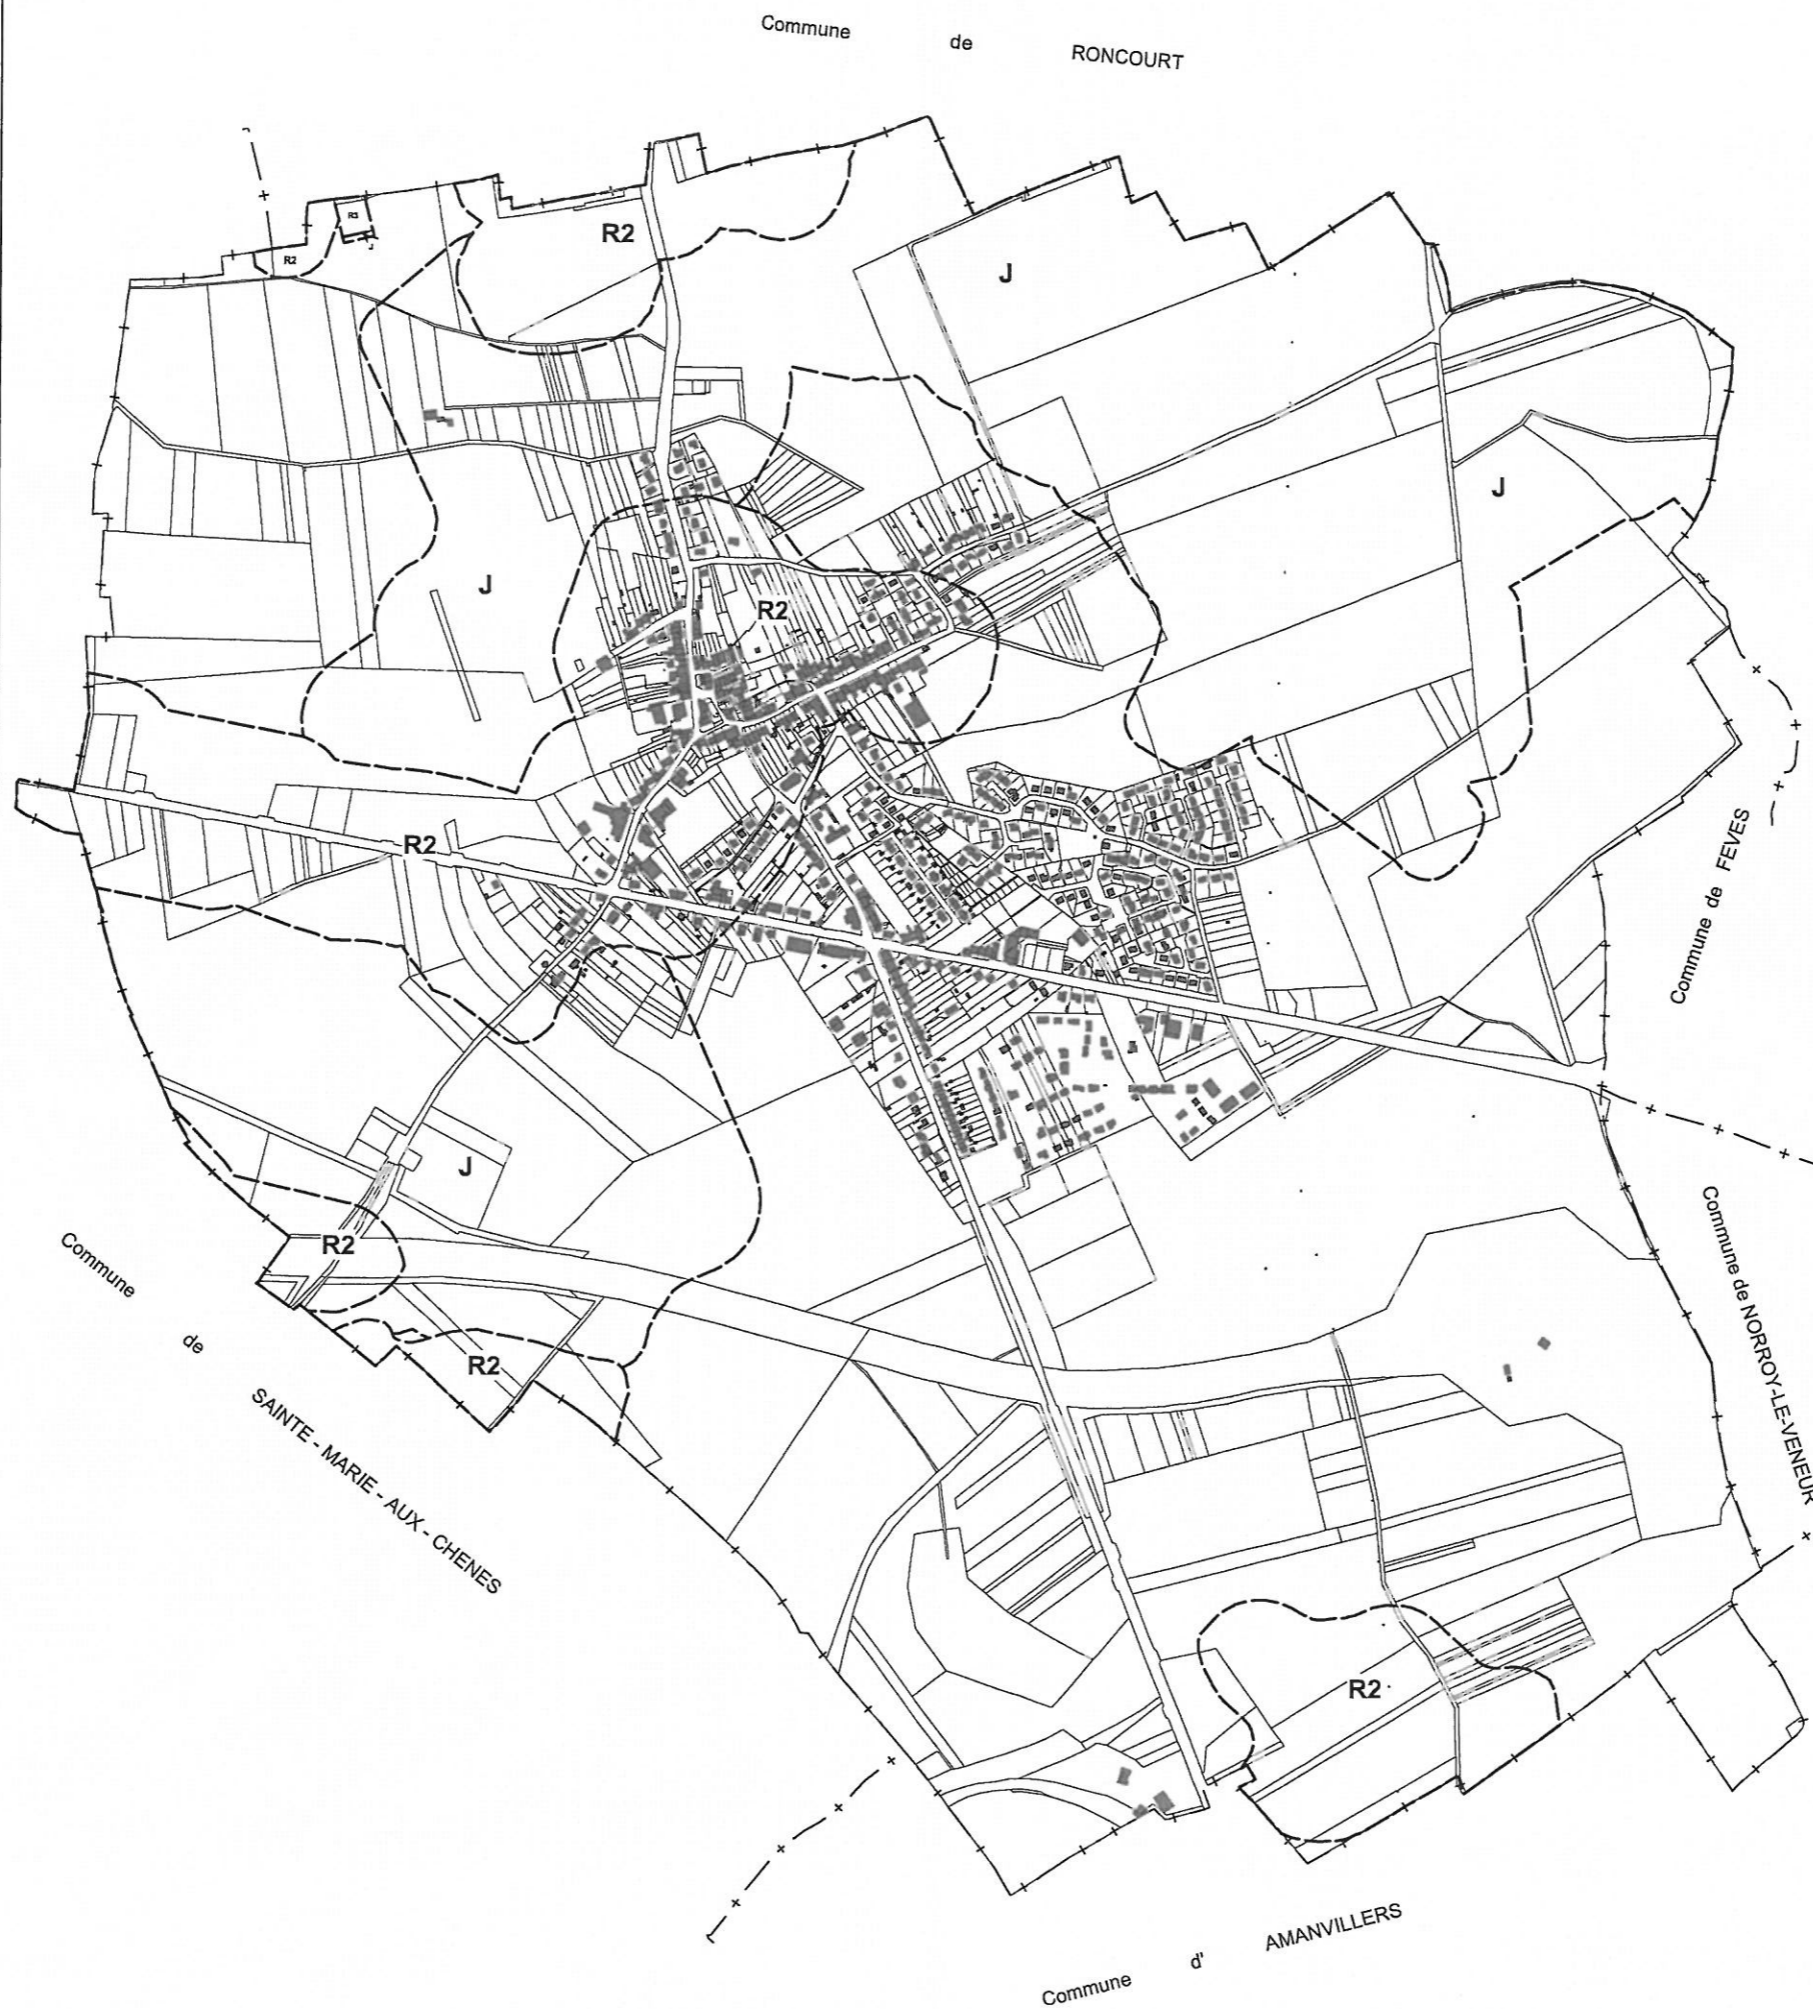 Commune de RONCOURT
R3
R2
R2
J
J
J
R2
R2
Commune de FEVES
J
Commune de NORROY-LE-VENEUR
R2
Commune de SAINTE - MARIE - AUX - CHENES
R2
R2
Commune d' AMANVILLERS